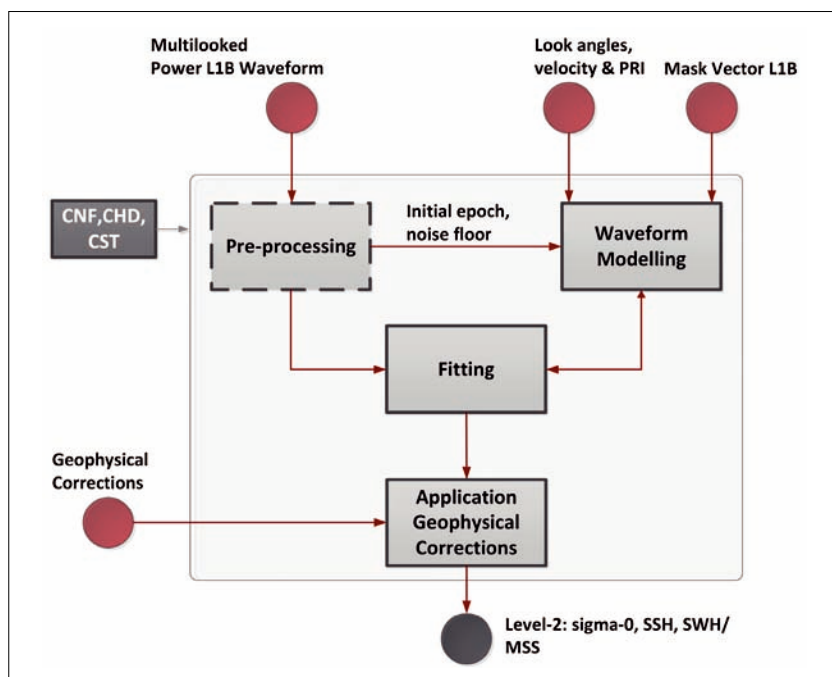 Multilooked
Power L1B Waveform
Look angles,
velocity & PRI
Mask Vector L1B
CNF,CHD,
CST
Pre-processing
Initial epoch,
noise floor
Waveform
Modelling
Fitting
Geophysical
Corrections
Application
Geophysical
Corrections
Level-2: sigma-0, SSH, SWH/
MSS